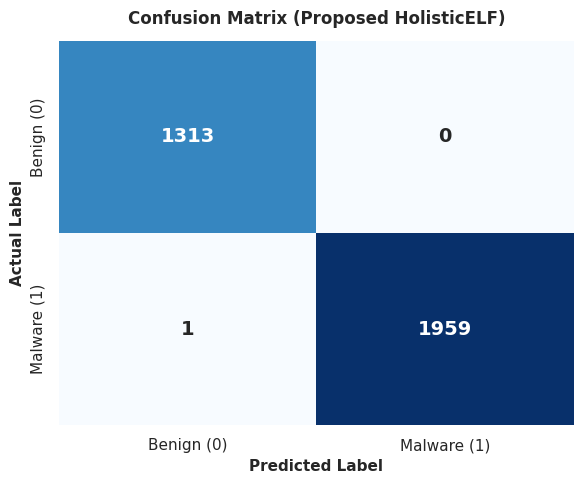 Confusion Matrix (Proposed HolisticELF)
Actual Label
Benign (0)
1313
0
Malware (1)
1
1959
Benign (0)
Malware (1)
Predicted Label